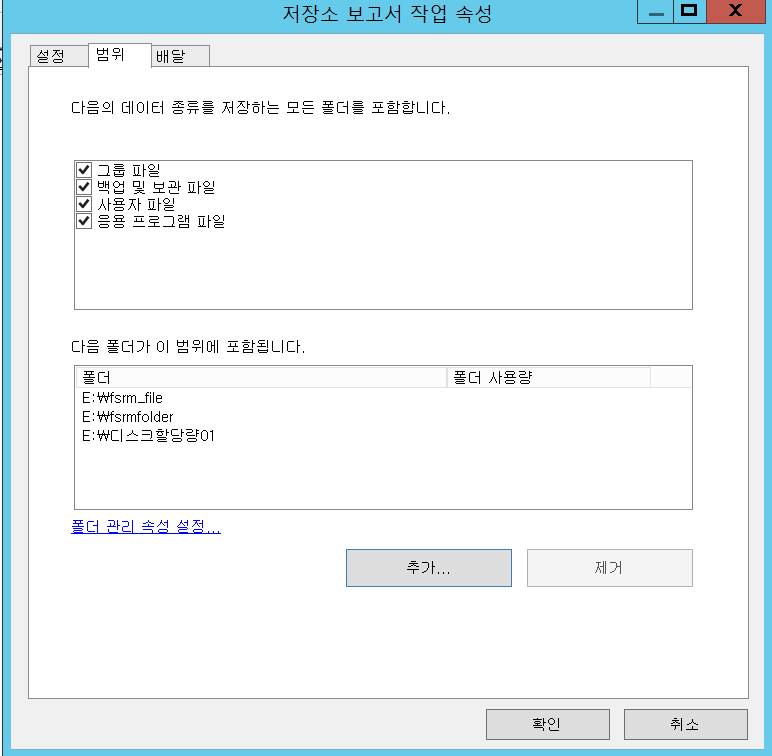 저장소 보고서 작업 속성
설정 범위 배달
다음의 데이터 종류를 저장하는 모든 폴더를 포함합니다.
그룹 파일
백업 및 보관 파일
사용자 파일
응용 프로그램 파일
다음 폴더가 이 범위에 포함됩니다.
폴더 폴더 사용량
E:₩fsrm_file
E:₩fsrmfolder
E:₩디스크할당량01
폴더 관리 속성 설정...
추가... 제거
확인 취소